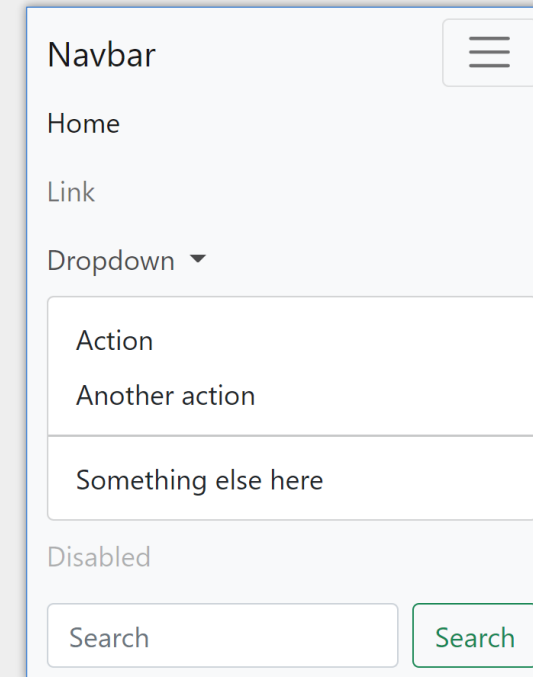 Navbar
Home
Link
Dropdown
Action
Another action
Something else here
Disabled
Search Search